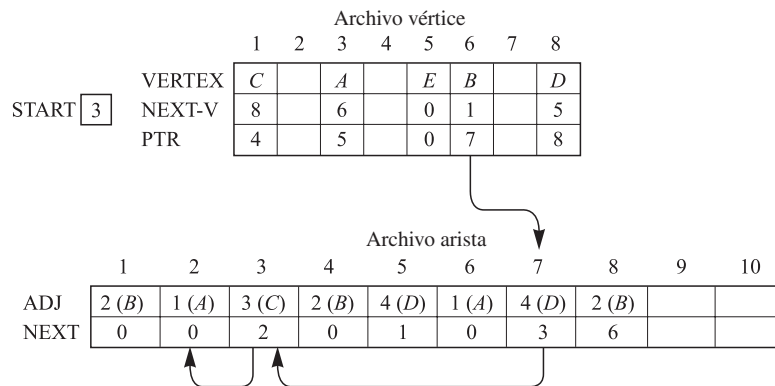 Archivo vértice
1 2 3 4 5 6 7 8
VERTEX C A E B D
START 3 NEXT-V 8 6 0 1 5
PTR 4 5 0 7 8
Archivo arista
1 2 3 4 5 6 7 8 9 10
ADJ 2 (B) 1 (A) 3 (C) 2 (B) 4 (D) 1 (A) 4 (D) 2 (B)
NEXT 0 0 2 0 1 0 3 6